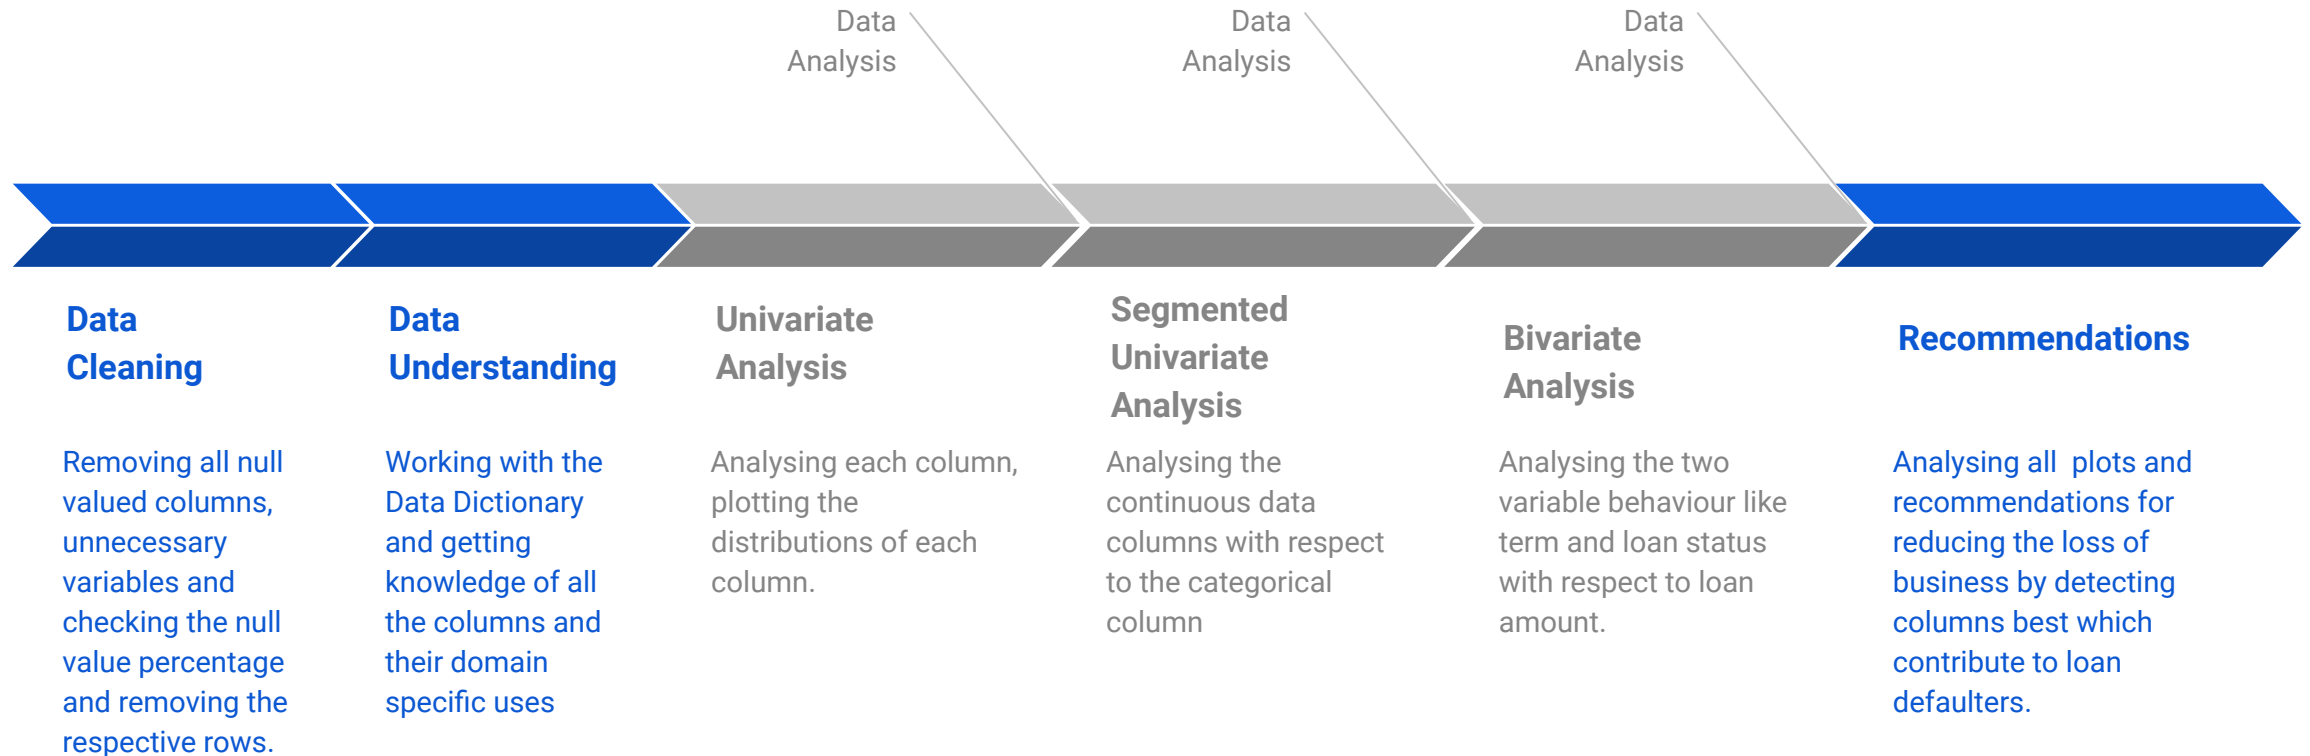 Data
Analysis
Data
Analysis
Data
Analysis
Data
Cleaning
Removing all null
valued columns,
unnecessary
variables and
checking the null
value percentage
and removing the
respective rows.
Data
Understanding
Working with the
Data Dictionary
and getting
knowledge of all
the columns and
their domain
specific uses
Univariate
Analysis
Analysing each column,
plotting the
distributions of each
column.
Segmented
Univariate
Analysis
Analysing the
continuous data
columns with respect
to the categorical
column
Bivariate
Analysis
Analysing the two
variable behaviour like
term and loan status
with respect to loan
amount.
Recommendations
Analysing all  plots and
recommendations for
reducing the loss of
business by detecting
columns best which
contribute to loan
defaulters.